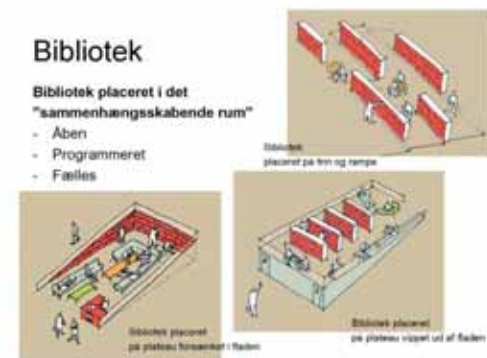 Bibliotek
Bibliotek placeret i det
"sammenhængsskabende rum"
- Åben
- Programmeret
- Fælles
Bibliotek
placeret på trin og rampe
Bibliotek placeret
på plateau forsænket i fladen
Bibliotek placeret
på plateau vippet ud af fladen